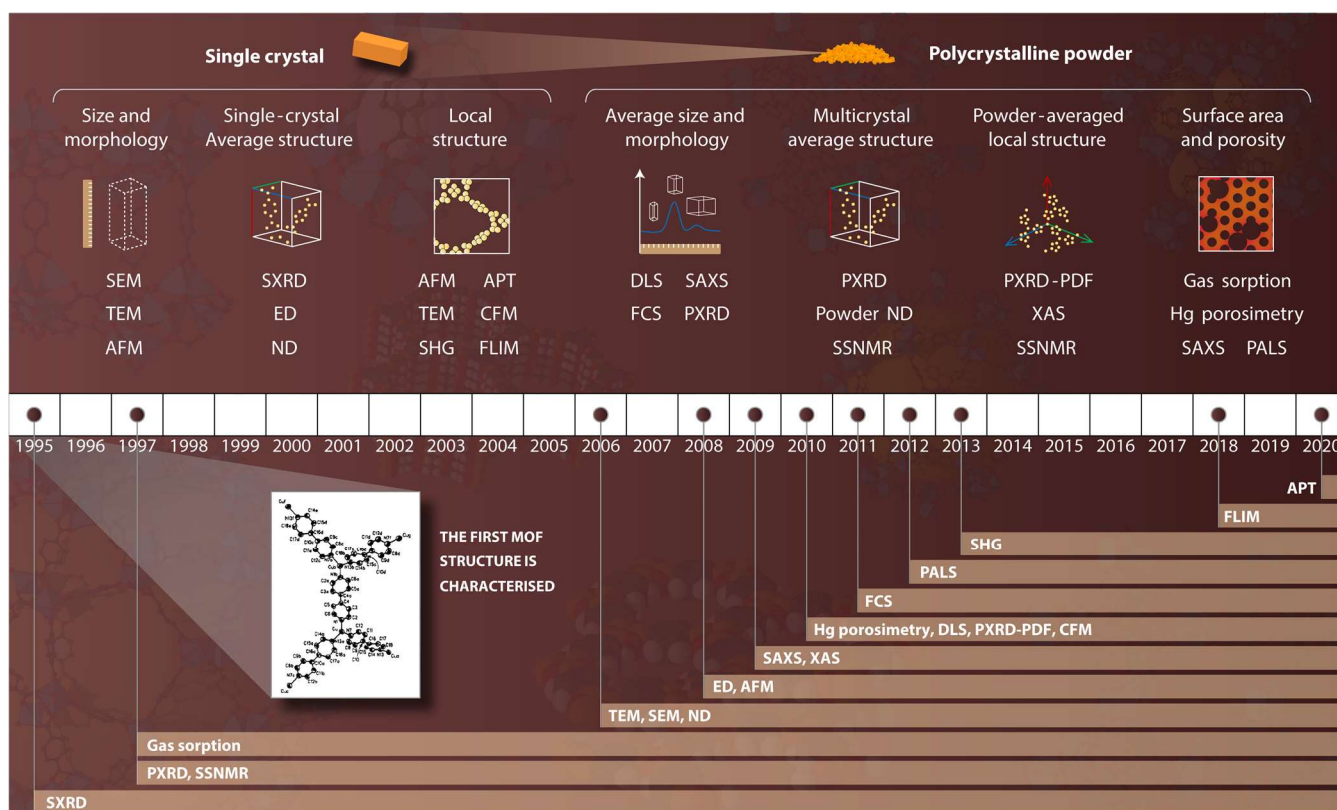 Single crystal
Polycrystalline powder
Size and
morphology
Single-crystal
Average structure
Local
structure
Average size and
morphology
Multicrystal
average structure
Powder-averaged
local structure
Surface area
and porosity
SEM
TEM
AFM
SXRD
ED
ND
AFM APT
TEM CFM
SHG FLIM
DLS SAXS
FCS PXRD
PXRD
Powder ND
SSNMR
PXRD-PDF
XAS
SSNMR
Gas sorption
Hg porosimetry
SAXS PALS
1995 1996 1997 1998 1999 2000 2001 2002 2003 2004 2005 2006 2007 2008 2009 2010 2011 2012 2013 2014 2015 2016 2017 2018 2019 2020
THE FIRST MOF
STRUCTURE IS
CHARACTERISED
APT
FLIM
SHG
PALS
FCS
Hg porosimetry, DLS, PXRD-PDF, CFM
SAXS, XAS
ED, AFM
TEM, SEM, ND
Gas sorption
PXRD, SSNMR
SXRD